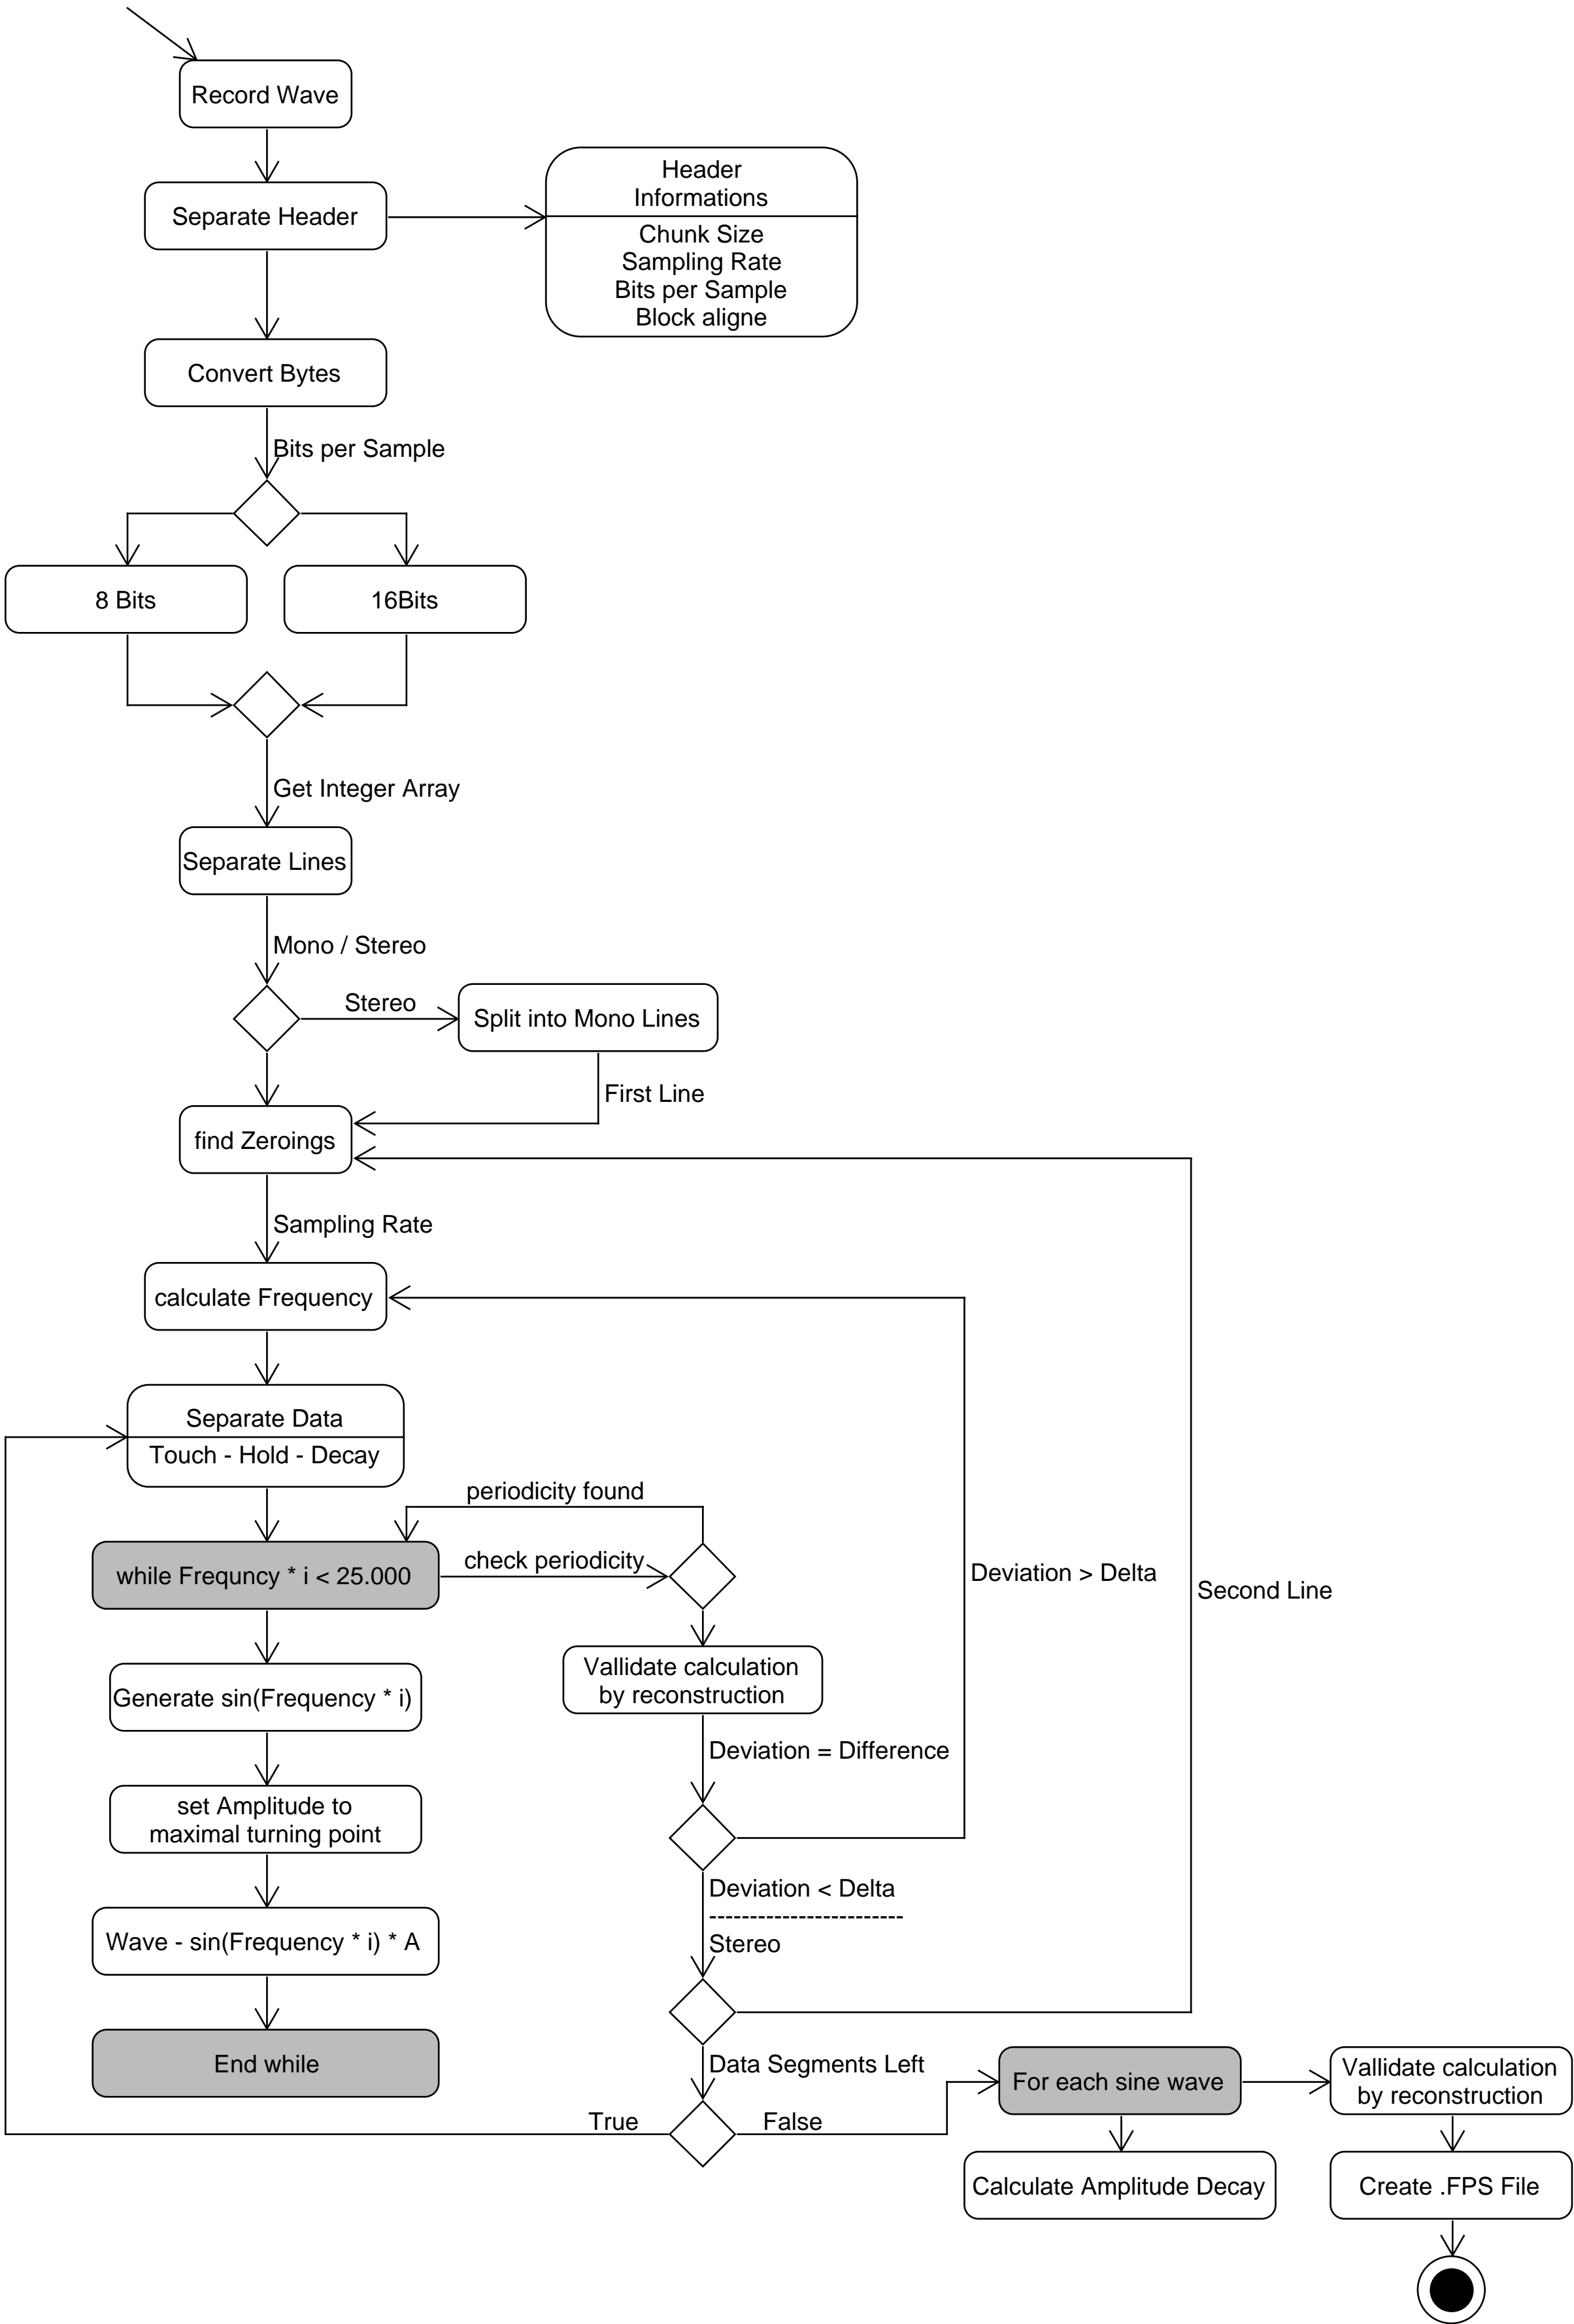 Record Wave
Separate Header
Header
Informations
Chunk Size
Sampling Rate
Bits per Sample
Block aligne
Convert Bytes
Bits per Sample
8 Bits
16Bits
Get Integer Array
Separate Lines
Mono / Stereo
Stereo
Split into Mono Lines
First Line
find Zeroings
Sampling Rate
calculate Frequency
Separate Data
Touch - Hold - Decay
periodicity found
while Frequncy * i < 25.000
check periodicity
Deviation > Delta
Second Line
Generate sin(Frequency * i)
Vallidate calculation
by reconstruction
Deviation = Difference
set Amplitude to
maximal turning point
Deviation < Delta
------------------------
Stereo
Wave - sin(Frequency * i) * A
End while
Data Segments Left
True
False
For each sine wave
Vallidate calculation
by reconstruction
Calculate Amplitude Decay
Create .FPS File